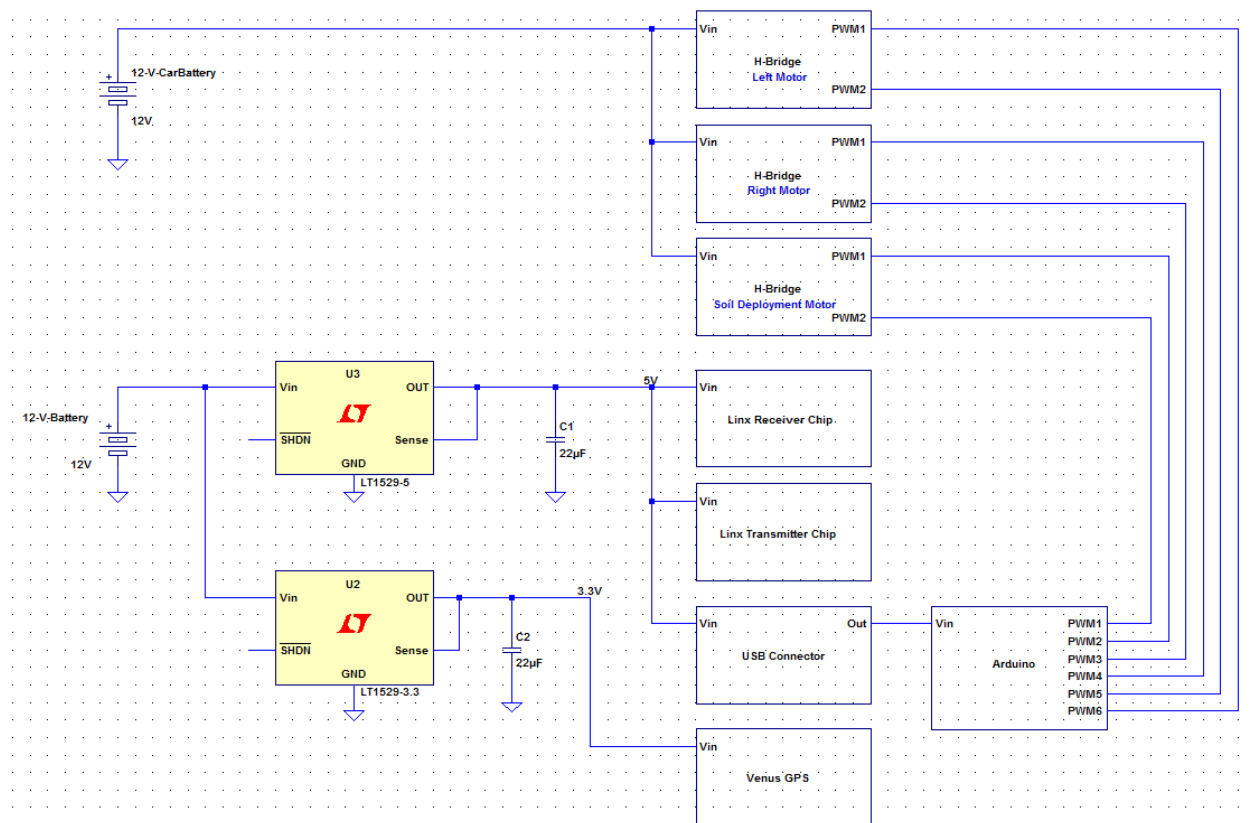 12-V-CarBattery
12V
Vin PWM1
H-Bridge
Left Motor
PWM2
Vin PWM1
H-Bridge
Right Motor
PWM2
Vin PWM1
H-Bridge
Soil Deployment Motor
PWM2
12-V-Battery
12V
U3
Vin OUT
SHDN Sense
GND
LT1529-5
C1
22µF
5V
Vin
Linx Receiver Chip
Vin
Linx Transmitter Chip
U2
Vin OUT
SHDN Sense
GND
LT1529-3.3
C2
22µF
3.3V
Vin Out
USB Connector
Vin
Arduino
PWM1
PWM2
PWM3
PWM4
PWM5
PWM6
Vin
Venus GPS